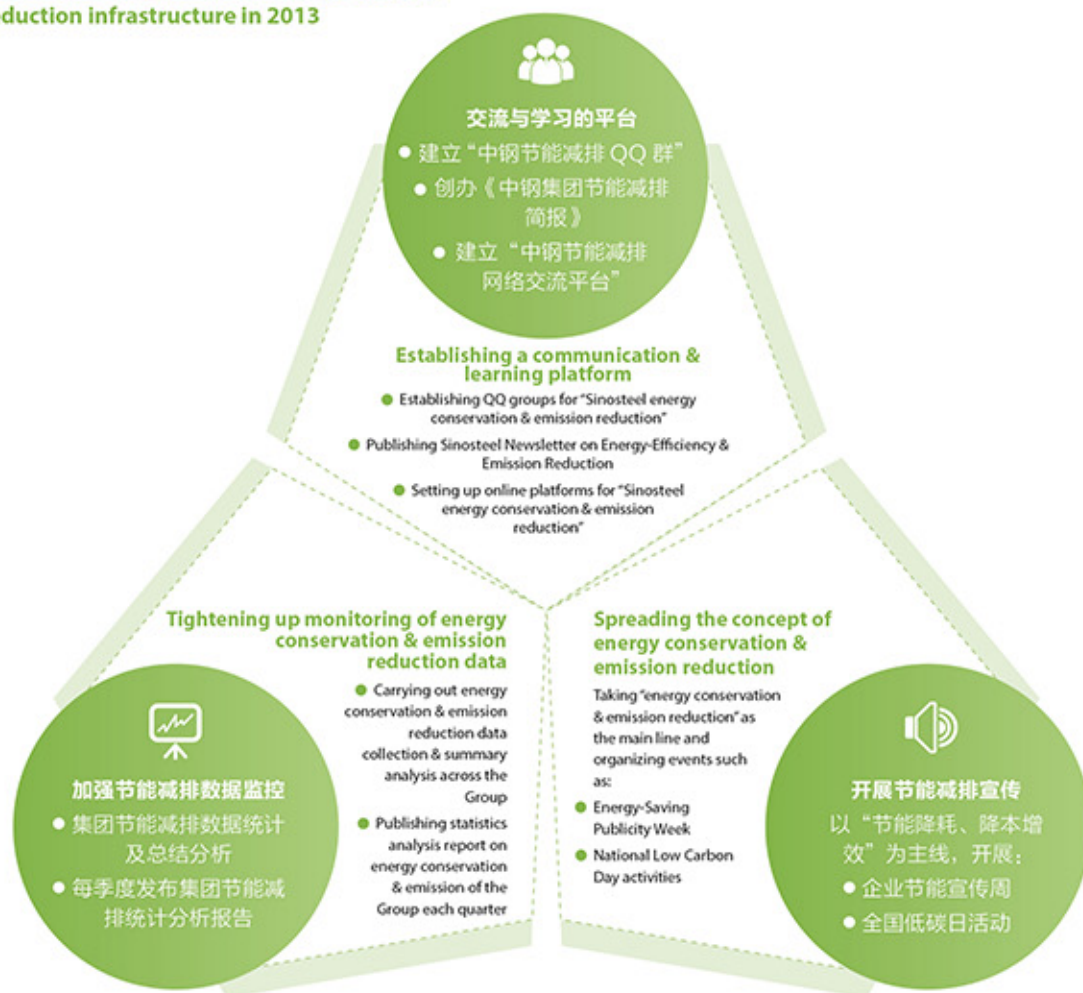 duction infrastructure in 2013
交流与学习的平台
● 建立“中钢节能减排 QQ 群”
● 创办《中钢集团节能减排
简报》
● 建立“中钢节能减排
网络交流平台”
Establishing a communication &
learning platform
● Establishing QQ groups for “Sinosteel energy
conservation & emission reduction”
● Publishing Sinosteel Newsletter on Energy-Efficiency &
Emission Reduction
● Setting up online platforms for “Sinosteel
energy conservation & emission
reduction”
Tightening up monitoring of energy
conservation & emission
reduction data
● Carrying out energy
conservation & emission
reduction data
collection & summary
analysis across the
Group
● Publishing statistics
analysis report on
energy conservation
& emission of the
Group each quarter
加强节能减排数据监控
● 集团节能减排数据统计
及总结分析
● 每季度发布集团节能减
排统计分析报告
Spreading the concept of
energy conservation &
emission reduction
Taking “energy conservation
& emission reduction” as
the main line and
organizing events such
as:
● Energy-Saving
Publicity Week
● National Low Carbon
Day activities
开展节能减排宣传
以“节能降耗、降本增
效”为主线，开展：
● 企业节能宣传周
● 全国低碳日活动